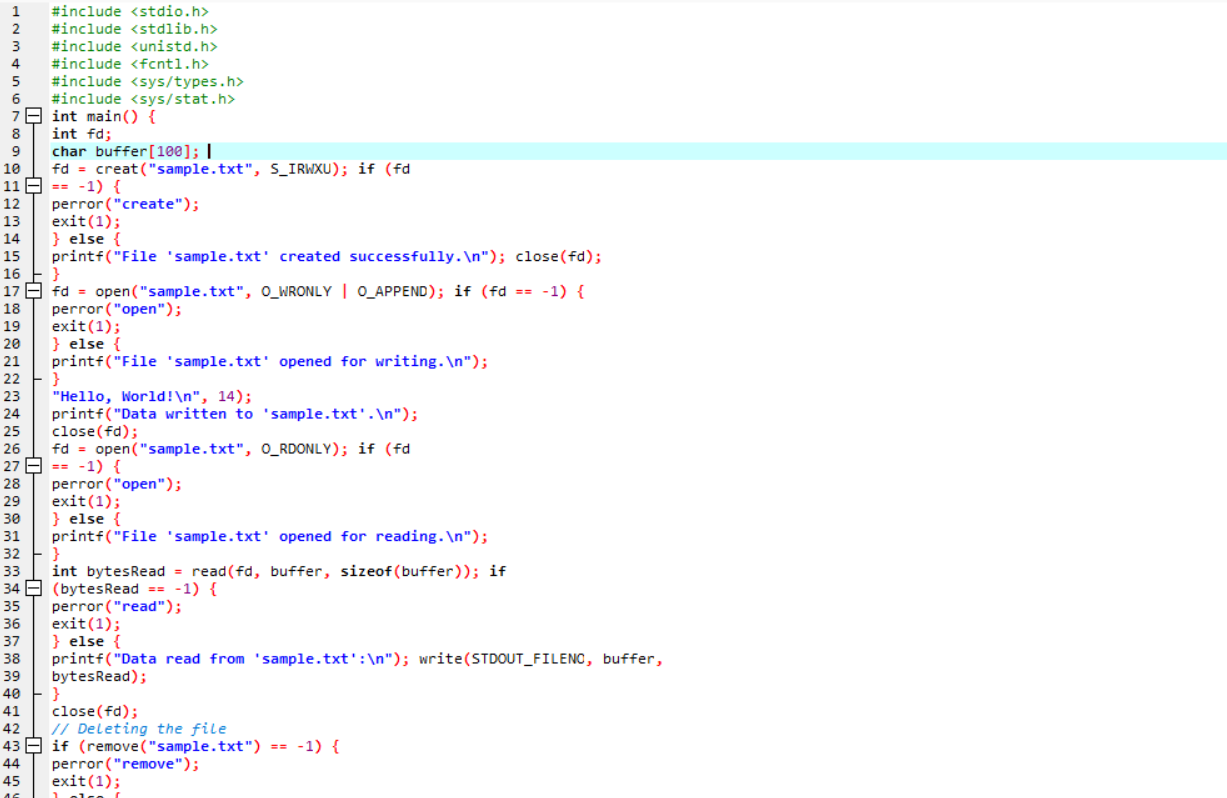 1 #include <stdio.h>
2 #include <stdlib.h>
3 #include <unistd.h>
4 #include <fcntl.h>
5 #include <sys/types.h>
6 #include <sys/stat.h>
7 int main() {
8 int fd;
9 char buffer[100];
10 fd = creat("sample.txt", S_IRWXU); if (fd
11 == -1) {
12 perror("create");
13 exit(1);
14 } else {
15 printf("File 'sample.txt' created successfully.\n"); close(fd);
16 }
17 fd = open("sample.txt", O_WRONLY | O_APPEND); if (fd == -1) {
18 perror("open");
19 exit(1);
20 } else {
21 printf("File 'sample.txt' opened for writing.\n");
22 }
23 "Hello, World!\n", 14);
24 printf("Data written to 'sample.txt'.\n");
25 close(fd);
26 fd = open("sample.txt", O_RDONLY); if (fd
27 == -1) {
28 perror("open");
29 exit(1);
30 } else {
31 printf("File 'sample.txt' opened for reading.\n");
32 }
33 int bytesRead = read(fd, buffer, sizeof(buffer)); if
34 (bytesRead == -1) {
35 perror("read");
36 exit(1);
37 } else {
38 printf("Data read from 'sample.txt':\n"); write(STDOUT_FILENO, buffer,
39 bytesRead);
40 }
41 close(fd);
42 // Deleting the file
43 if (remove("sample.txt") == -1) {
44 perror("remove");
45 exit(1);
46 } else {